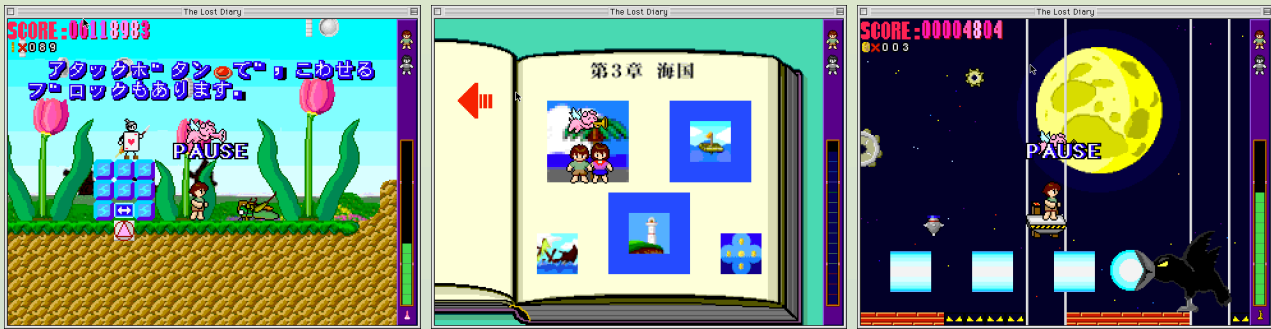 The Lost Diary
SCORE:06118983
×089
アタックボタンで、こわせる
ブロックもあります。
PAUSE
The Lost Diary
第3章 海国
The Lost Diary
SCORE:00004804
×003
PAUSE